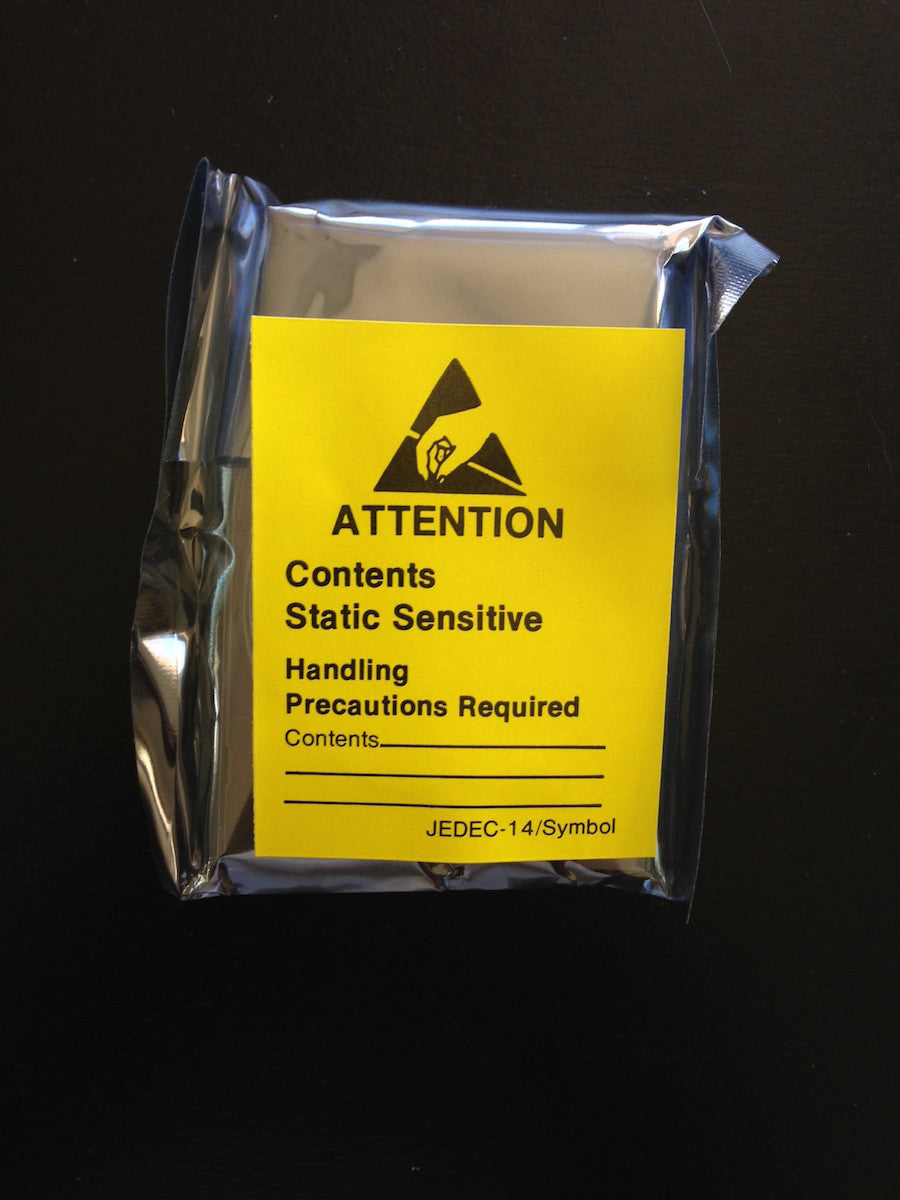 ATTENTION
Contents
Static Sensitive
Handling
Precautions Required
Contents
JEDEC-14/Symbol